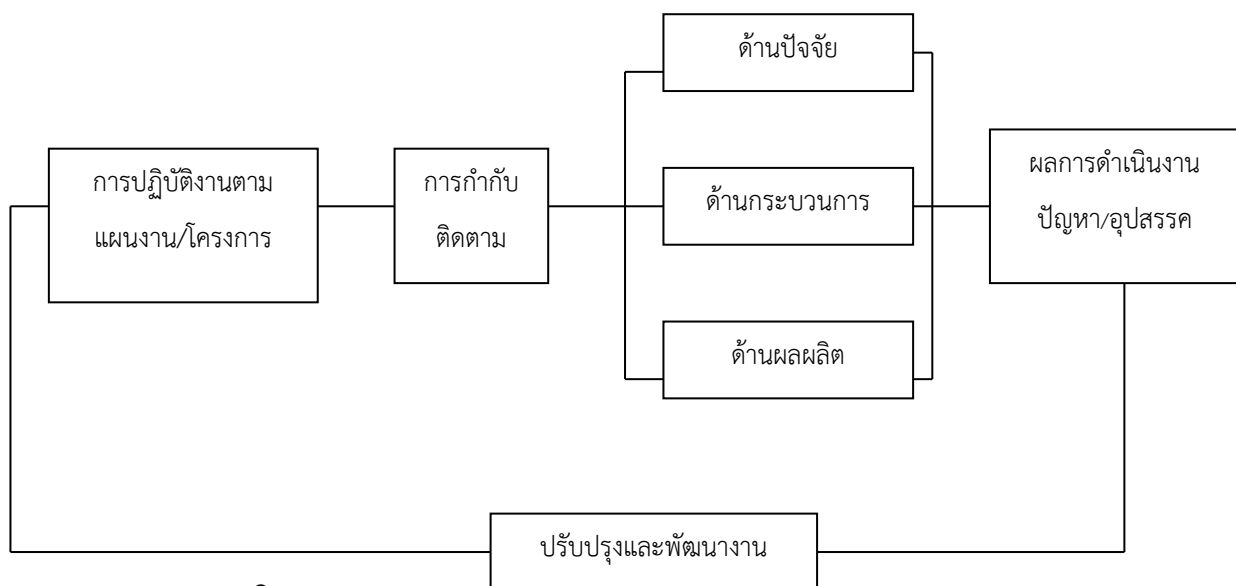 ด้านปัจจัย
การปฏิบัติงานตาม
แผนงาน/โครงการ
การกำกับ
ติดตาม
ด้านกระบวนการ
ผลการดำเนินงาน
ปัญหา/อุปสรรค
ด้านผลผลิต
ปรับปรุงและพัฒนางาน